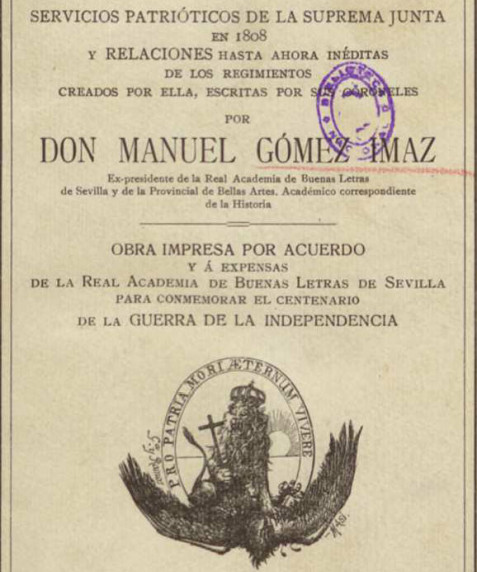 SERVICIOS PATRIÓTICOS DE LA SUPREMA JUNTA
EN 1808
Y RELACIONES HASTA AHORA INÉDITAS
DE LOS REGIMIENTOS
CREADOS POR ELLA, ESCRITAS POR SUS CORONELES
POR
DON MANUEL GÓMEZ IMAZ
Ex-presidente de la Real Academia de Buenas Letras
de Sevilla y de la Provincial de Bellas Artes, Académico correspondiente
de la Historia
OBRA IMPRESA POR ACUERDO
Y Á EXPENSAS
DE LA REAL ACADEMIA DE BUENAS LETRAS DE SEVILLA
PARA CONMEMORAR EL CENTENARIO
DE LA GUERRA DE LA INDEPENDENCIA
PRO PATRIA MORI ÆTERNUM VIVERE